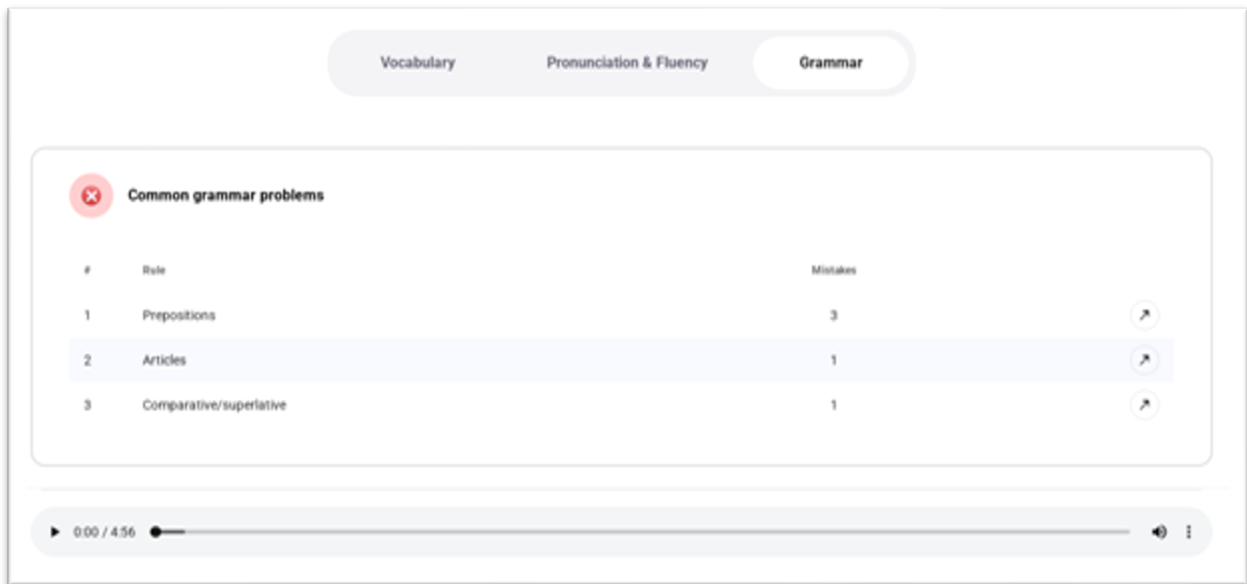 Vocabulary Pronunciation & Fluency Grammar
Common grammar problems
# Rule Mistakes
1 Prepositions 3
2 Articles 1
3 Comparative/superlative 1
0:00 / 4:56